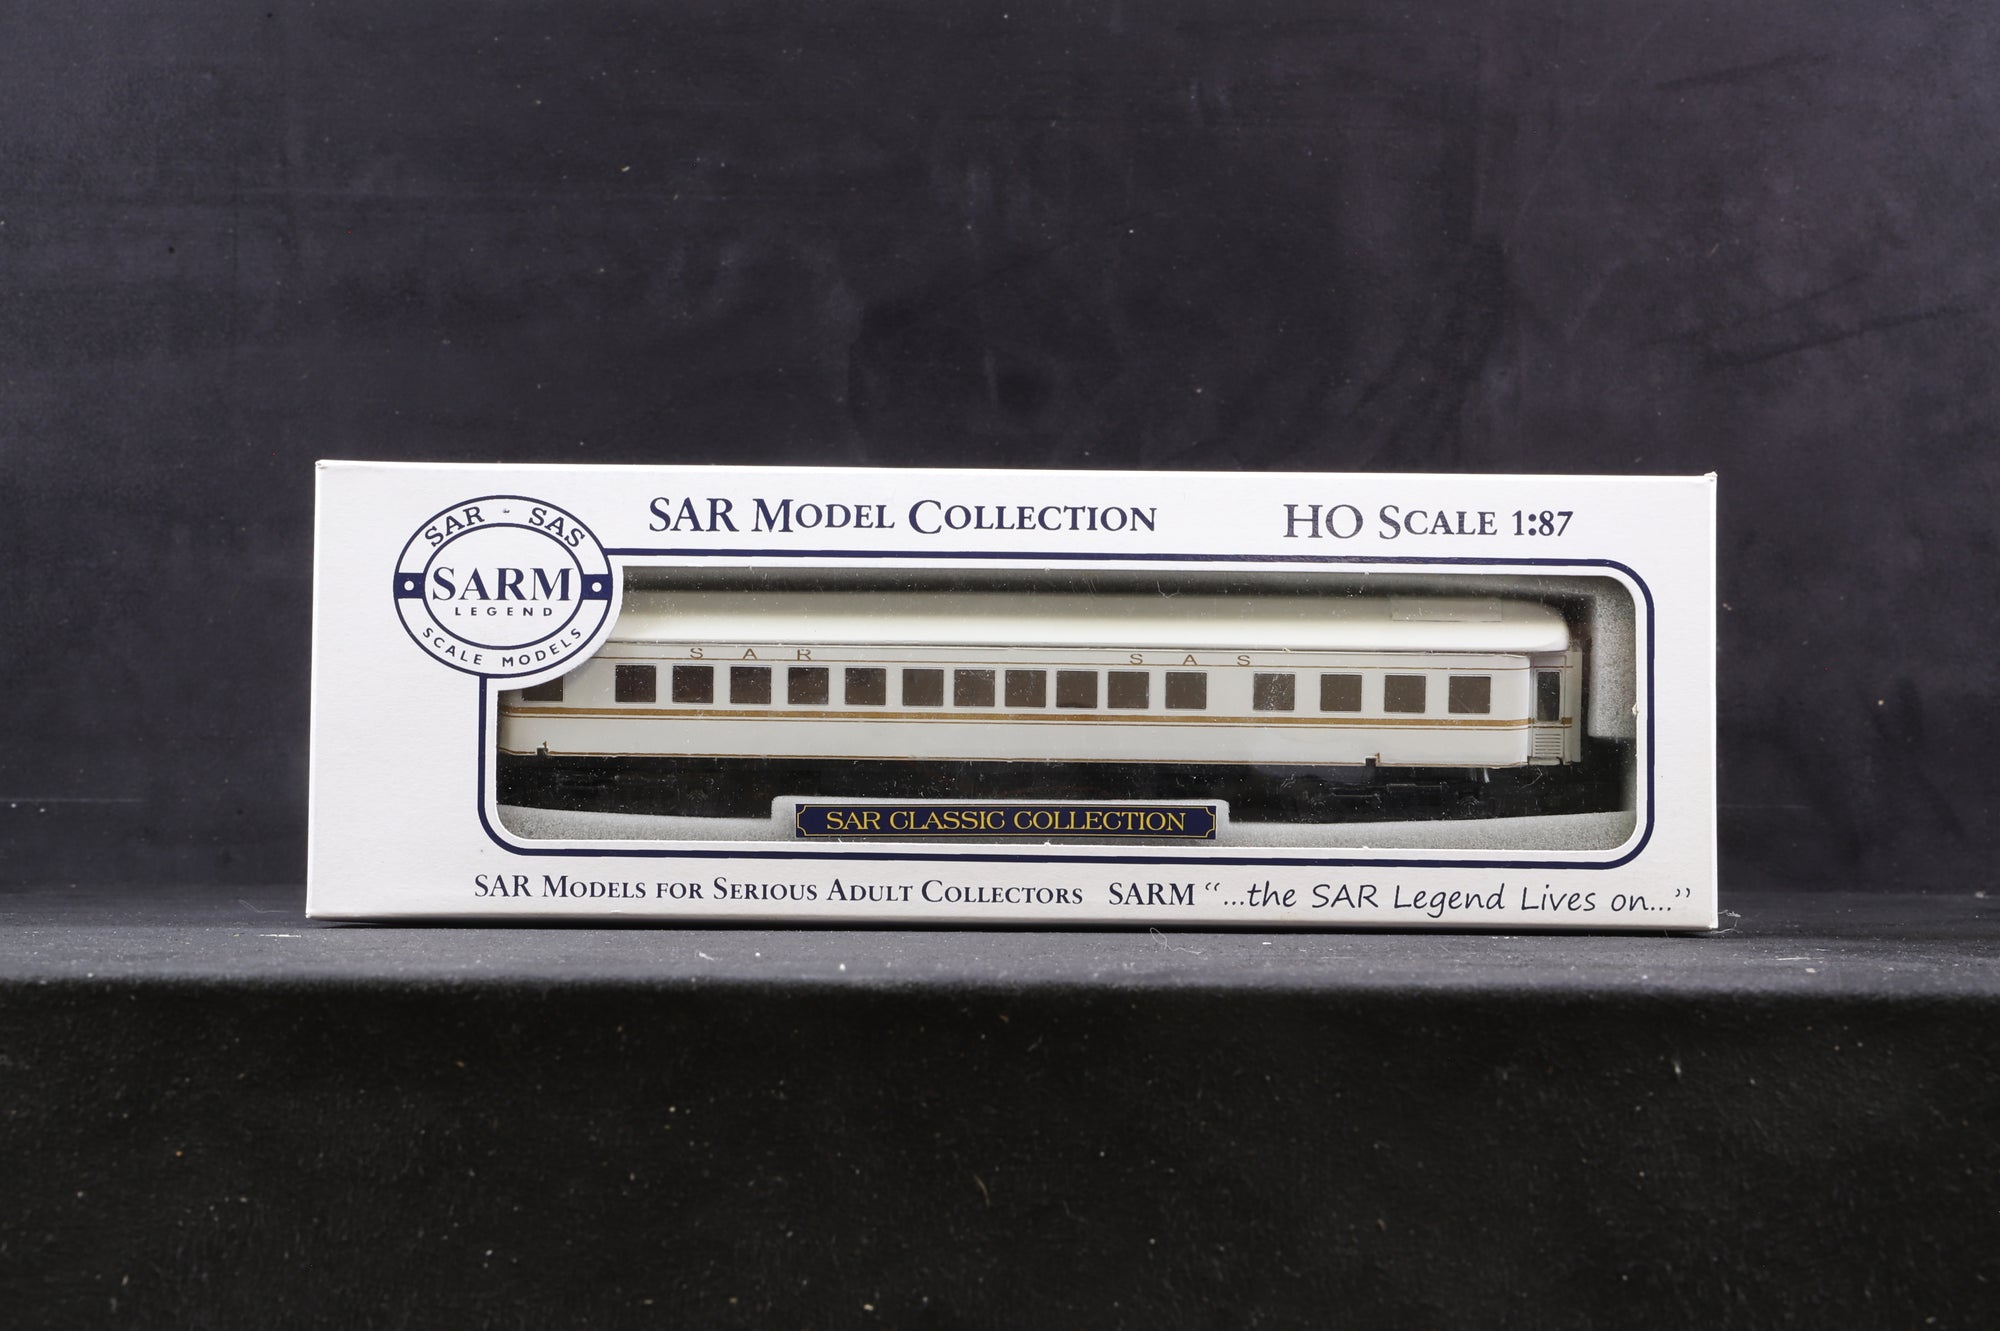 SAR MODEL COLLECTION HO SCALE 1:87
SAR - SAS
SARM
LEGEND
SCALE MODELS
S A R S A S
SAR CLASSIC COLLECTION
SAR MODELS FOR SERIOUS ADULT COLLECTORS SARM “...the SAR Legend Lives on...”